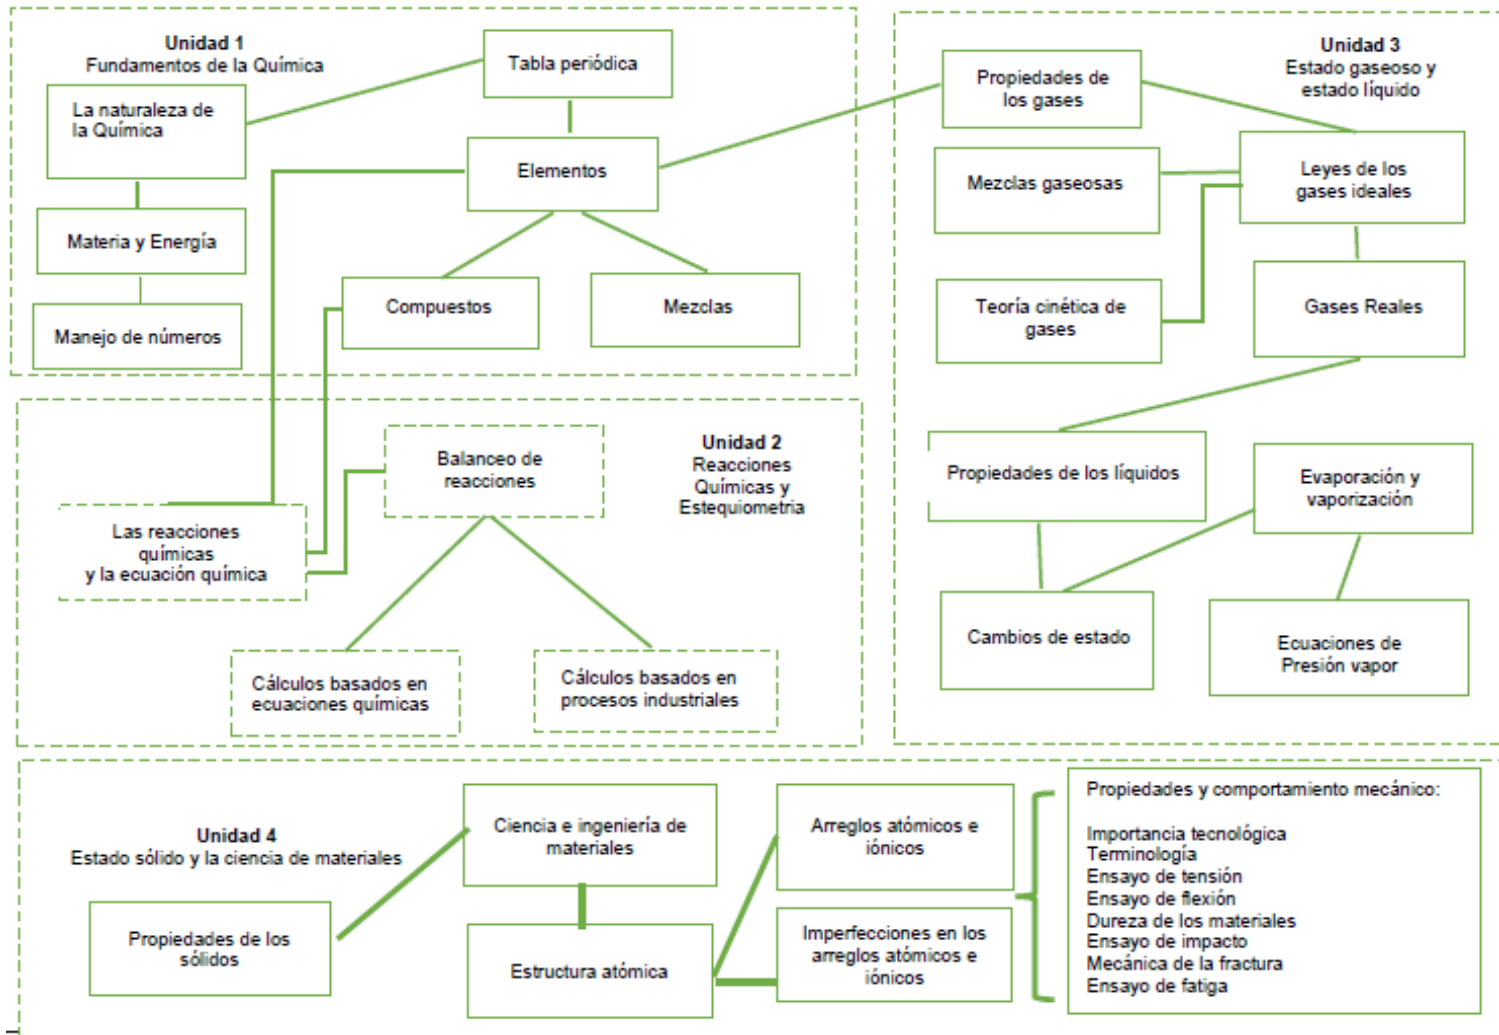 Unidad 1
Fundamentos de la Química
Tabla periódica
La naturaleza de
la Química
Elementos
Materia y Energía
Compuestos
Mezclas
Manejo de números
Unidad 2
Reacciones
Químicas y
Estequiometria
Balanceo de
reacciones
Las reacciones
químicas
y la ecuación química
Cálculos basados en
ecuaciones químicas
Cálculos basados en
procesos industriales
Unidad 3
Estado gaseoso y
estado líquido
Propiedades de
los gases
Mezclas gaseosas
Leyes de los
gases ideales
Teoría cinética de
gases
Gases Reales
Propiedades de los líquidos
Evaporación y
vaporización
Cambios de estado
Ecuaciones de
Presión vapor
Unidad 4
Estado sólido y la ciencia de materiales
Propiedades de los
sólidos
Ciencia e ingeniería de
materiales
Estructura atómica
Arreglos atómicos e
iónicos
Imperfecciones en los
arreglos atómicos e
iónicos
Propiedades y comportamiento mecánico:
Importancia tecnológica
Terminología
Ensayo de tensión
Ensayo de flexión
Dureza de los materiales
Ensayo de impacto
Mecánica de la fractura
Ensayo de fatiga